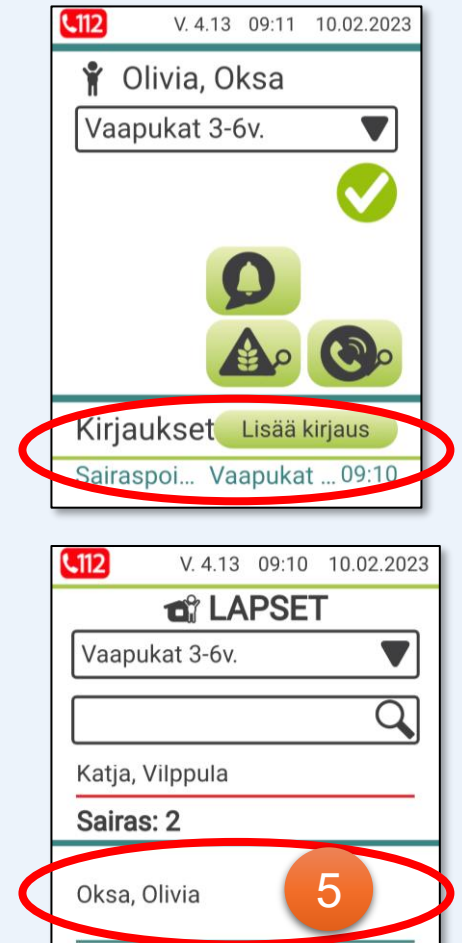 112 V. 4.13 09:11 10.02.2023
Olivia, Oksa
Vaapukat 3-6v.
Kirjaukset Lisää kirjaus
Sairaspoi... Vaapukat ... 09:10
112 V. 4.13 09:10 10.02.2023
LAPSET
Vaapukat 3-6v.
Katja, Vilppula
Sairas: 2
Oksa, Olivia 5